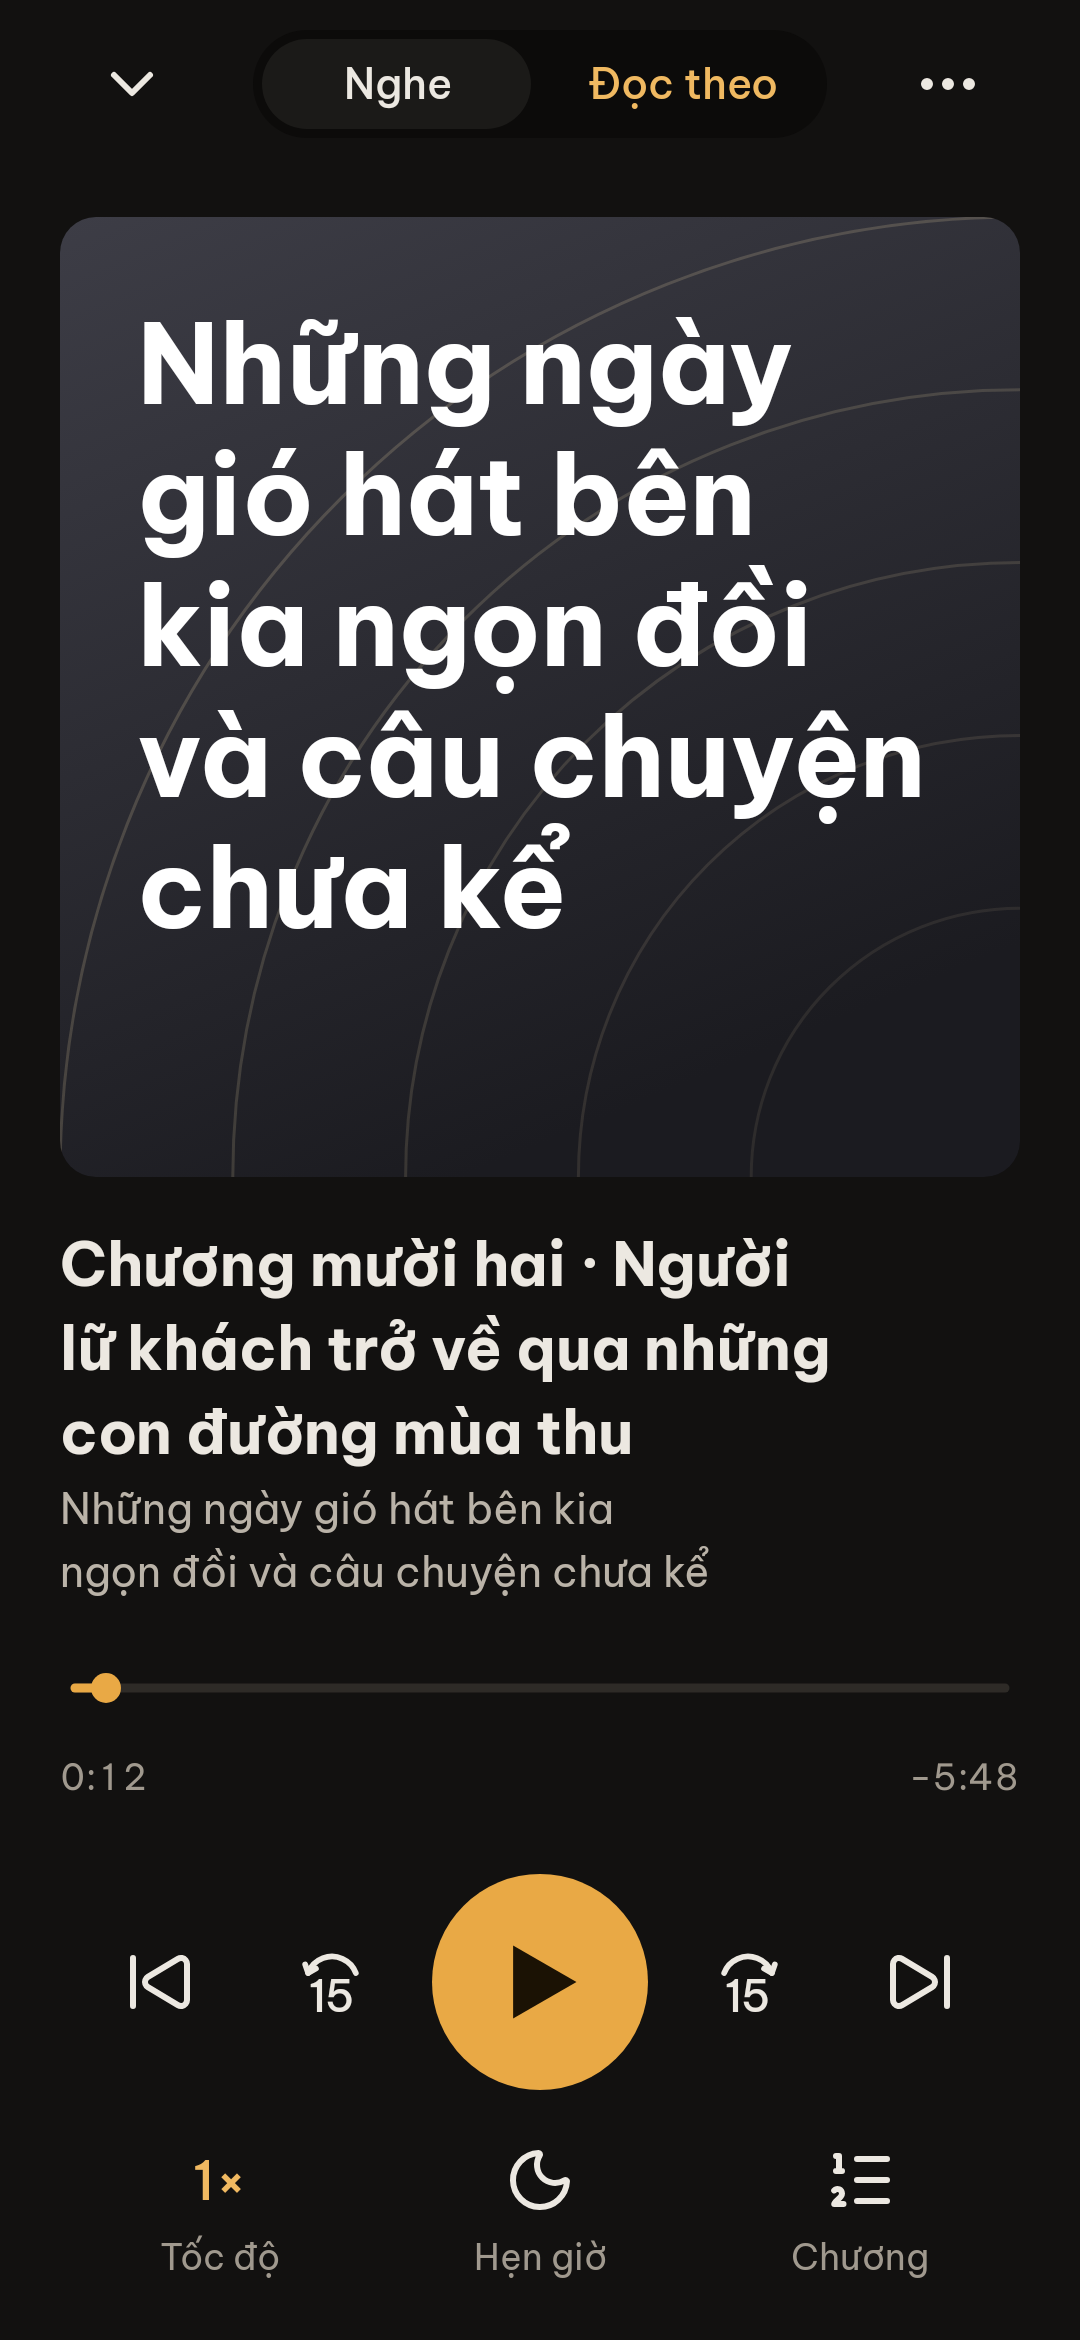 Nghe
Đọc theo
Những ngày
gió hát bên
kia ngọn đồi
và câu chuyện
chưa kể
Chương mười hai · Người
lữ khách trở về qua những
con đường mùa thu
Những ngày gió hát bên kia
ngọn đồi và câu chuyện chưa kể
0:12
−5:48
15
15
1×
Tốc độ
Hẹn giờ
Chương